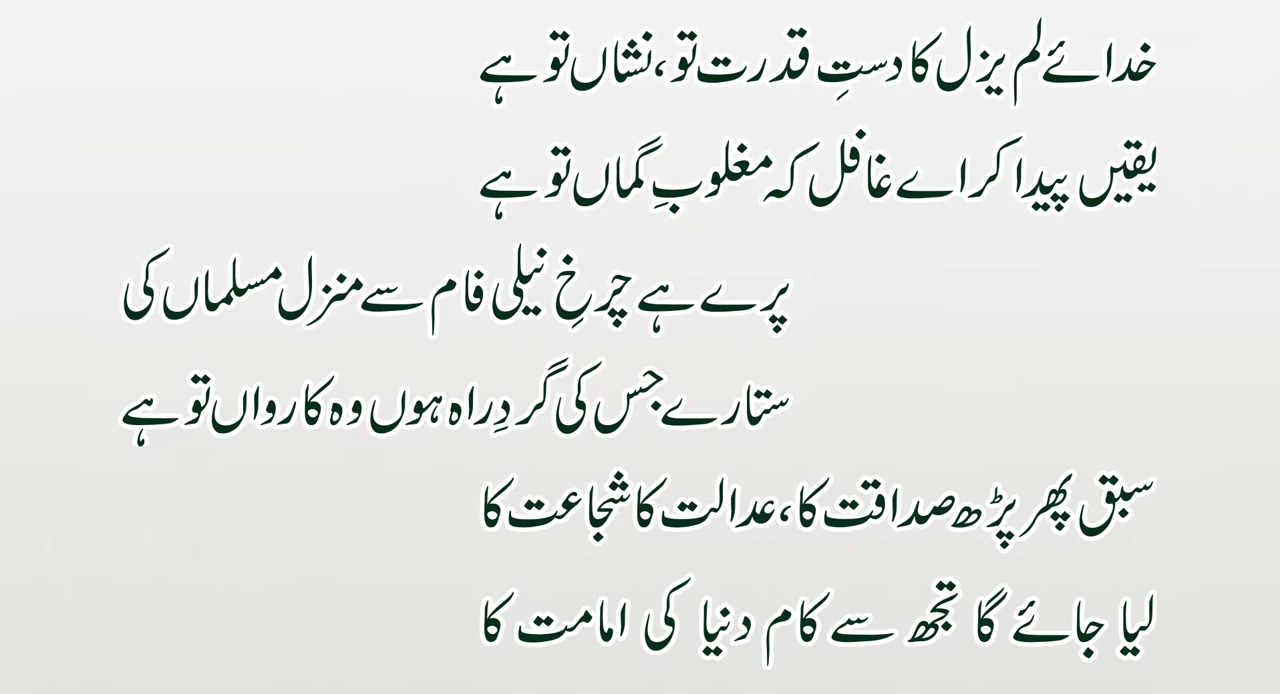 خدائے لم یزل کا دستِ قدرت تو، نشاں تو ہے
یقیں پیدا کر اے غافل کہ مغلوبِ گماں تو ہے
پرے ہے چرخِ نیلی فام سے منزل مسلماں کی
ستارے جس کی گردِ راہ ہوں وہ کارواں تو ہے
سبق پھر پڑھ صداقت کا، عدالت کا شجاعت کا
لیا جائے گا تجھ سے کام دنیا کی امامت کا